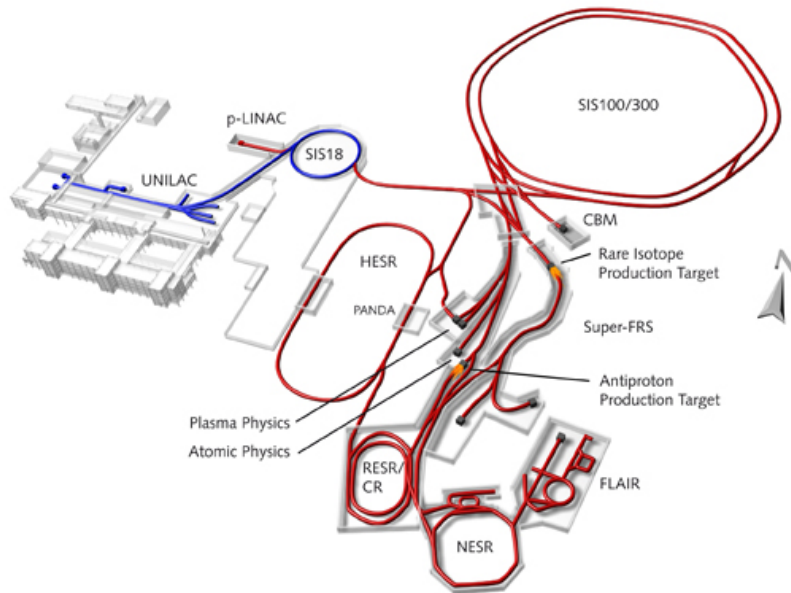 SIS100/300
p-LINAC
SIS18
UNILAC
CBM
Rare Isotope
Production Target
HESR
PANDA
Super-FRS
Antiproton
Production Target
Plasma Physics
Atomic Physics
RESR/
CR
FLAIR
NESR